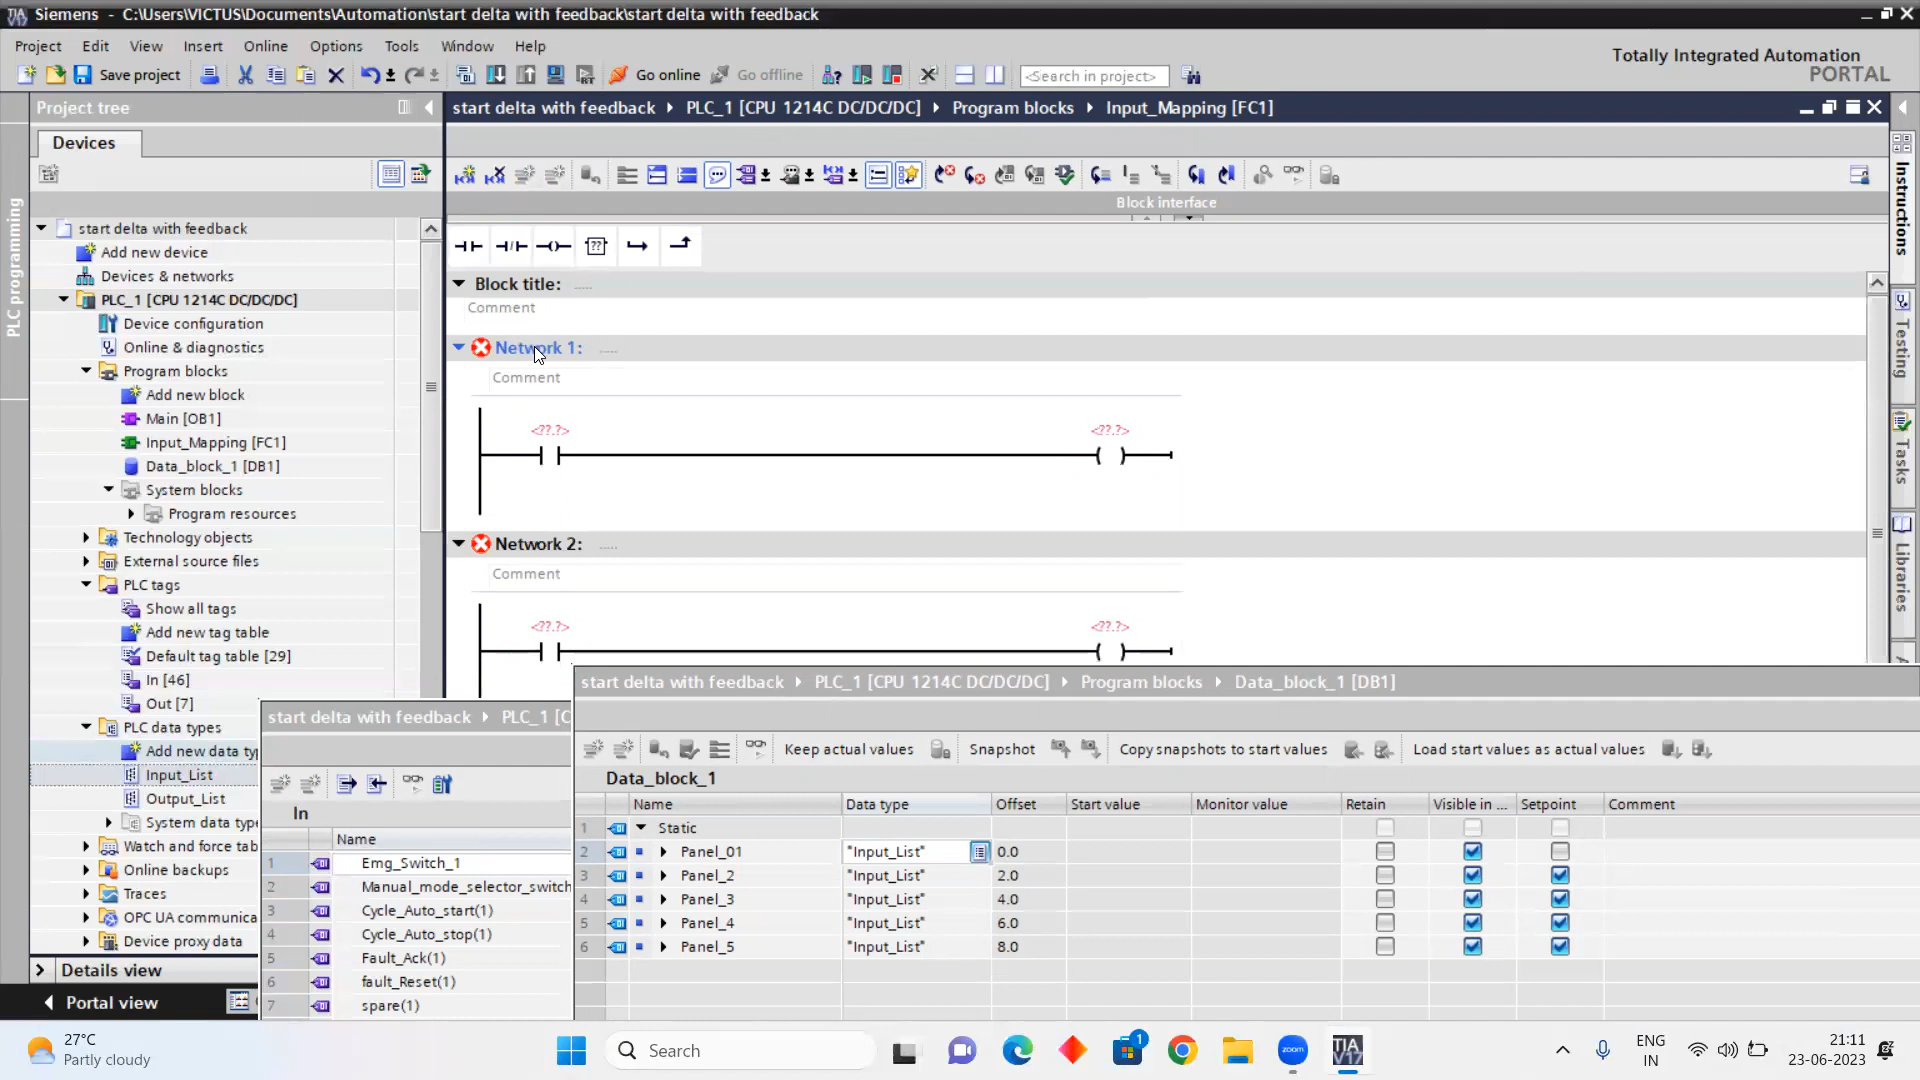 Siemens - C:\Users\VICTUS\Documents\Automation\start delta with feedback\start delta with feedback
Project Edit View Insert Online Options Tools Window Help
Totally Integrated Automation
PORTAL
Save project
Go online
Go offline
<Search in project>
Project tree
start delta with feedback PLC_1 [CPU 1214C DC/DC/DC] Program blocks Input_Mapping [FC1]
Devices
PLC programming
Block interface
start delta with feedback
Add new device
Devices & networks
PLC_1 [CPU 1214C DC/DC/DC]
Device configuration
Online & diagnostics
Program blocks
Add new block
Main [OB1]
Input_Mapping [FC1]
Data_block_1 [DB1]
System blocks
Program resources
Technology objects
External source files
PLC tags
Show all tags
Add new tag table
Default tag table [29]
In [46]
Out [7]
PLC data types
Add new data typ
Input_List
Output_List
System data type
Watch and force tab
Online backups
Traces
OPC UA communica
Device proxy data
Details view
Portal view
??
Block title: .....
Comment
Network 1: .....
Comment
<??.?> <??.?>
Network 2: .....
Comment
<??.?> <??.?>
Instructions
Testing
Tasks
Libraries
start delta with feedback PLC_1 [C
In
Name
1 Emg_Switch_1
2 Manual_mode_selector_switch
3 Cycle_Auto_start(1)
4 Cycle_Auto_stop(1)
5 Fault_Ack(1)
6 fault_Reset(1)
7 spare(1)
start delta with feedback PLC_1 [CPU 1214C DC/DC/DC] Program blocks Data_block_1 [DB1]
Keep actual values Snapshot Copy snapshots to start values Load start values as actual values
Data_block_1
Name Data type Offset Start value Monitor value Retain Visible in ... Setpoint Comment
1 Static
2 Panel_01 "Input_List" 0.0
3 Panel_2 "Input_List" 2.0
4 Panel_3 "Input_List" 4.0
5 Panel_4 "Input_List" 6.0
6 Panel_5 "Input_List" 8.0
27°C
Partly cloudy
Search
1
zoom
TIA
V17
ENG
IN
21:11
23-06-2023